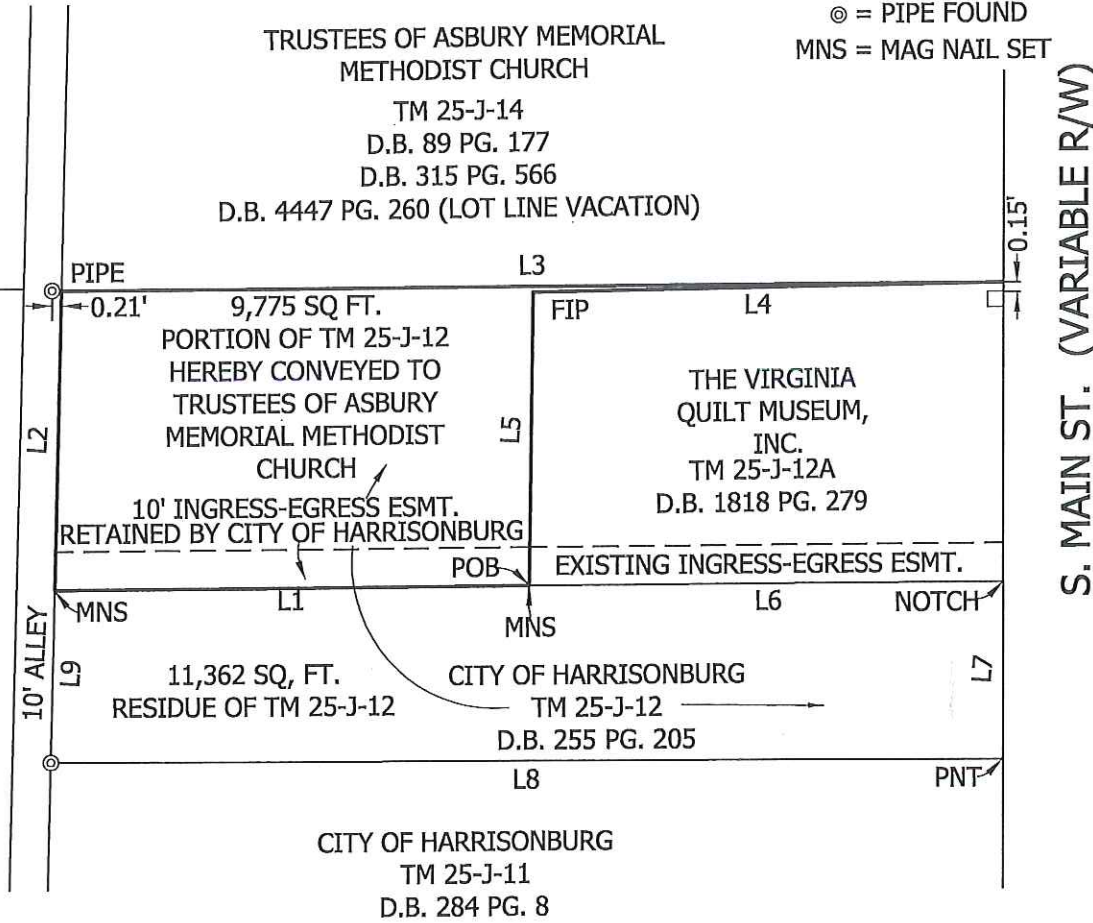 ◎ = PIPE FOUND
MNS = MAG NAIL SET
TRUSTEES OF ASBURY MEMORIAL
METHODIST CHURCH
TM 25-J-14
D.B. 89 PG. 177
D.B. 315 PG. 566
D.B. 4447 PG. 260 (LOT LINE VACATION)
S. MAIN ST. (VARIABLE R/W)
0.15'
PIPE
L3
0.21'
9,775 SQ FT.
PORTION OF TM 25-J-12
HEREBY CONVEYED TO
TRUSTEES OF ASBURY
MEMORIAL METHODIST
CHURCH
FIP
L4
L2
L5
THE VIRGINIA
QUILT MUSEUM,
INC.
TM 25-J-12A
D.B. 1818 PG. 279
10' INGRESS-EGRESS ESMT.
RETAINED BY CITY OF HARRISONBURG
POB
EXISTING INGRESS-EGRESS ESMT.
MNS
L1
MNS
L6
NOTCH
10' ALLEY
L9
L7
11,362 SQ, FT.
RESIDUE OF TM 25-J-12
CITY OF HARRISONBURG
TM 25-J-12
D.B. 255 PG. 205
L8
PNT
CITY OF HARRISONBURG
TM 25-J-11
D.B. 284 PG. 8